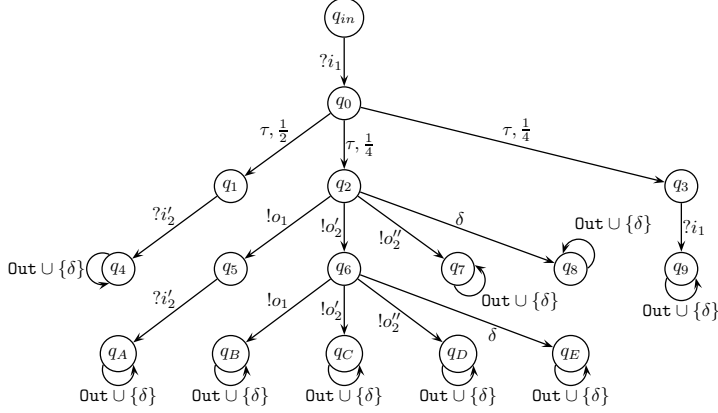 q_in
?i_1
q_0
τ, 1/2
τ, 1/4
τ, 1/4
q_1
q_2
q_3
?i′_2
!o_1
!o′_2
!o″_2
δ
Out ∪ {δ}
?i_1
Out ∪ {δ}
q_4
q_5
q_6
q_7
q_8
q_9
Out ∪ {δ}
Out ∪ {δ}
?i′_2
!o_1
!o′_2
!o″_2
δ
q_A
q_B
q_C
q_D
q_E
Out ∪ {δ}
Out ∪ {δ}
Out ∪ {δ}
Out ∪ {δ}
Out ∪ {δ}